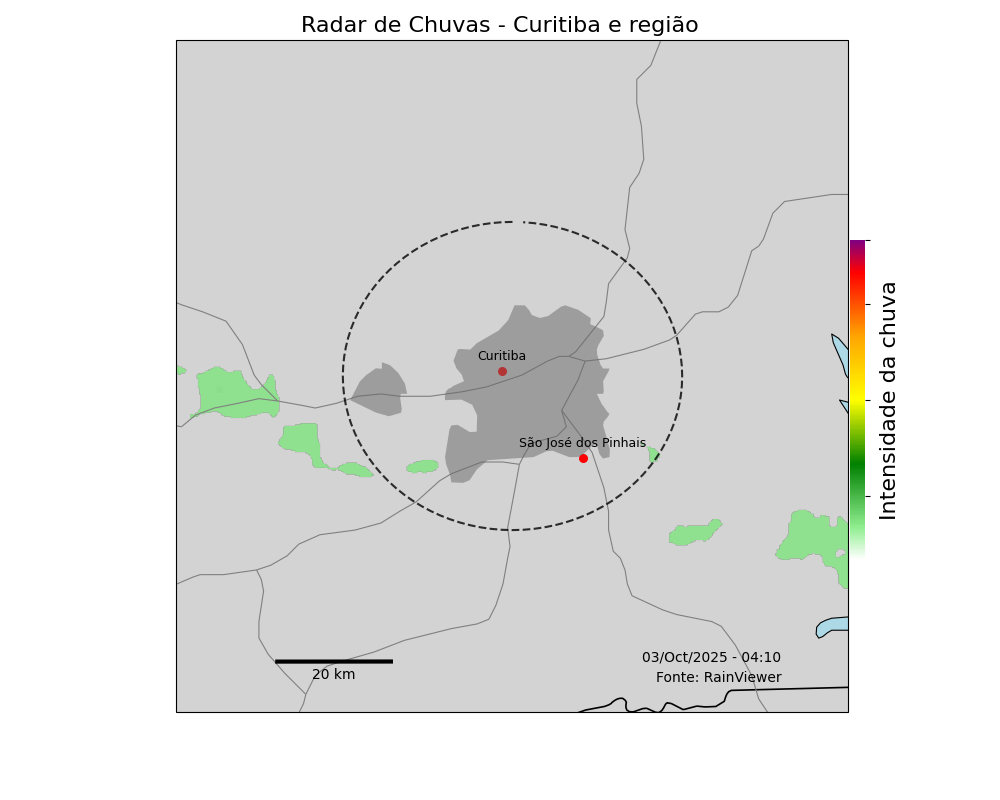 Radar de Chuvas - Curitiba e região
Curitiba
São José dos Pinhais
Intensidade da chuva
20 km
03/Oct/2025 - 04:10
Fonte: RainViewer